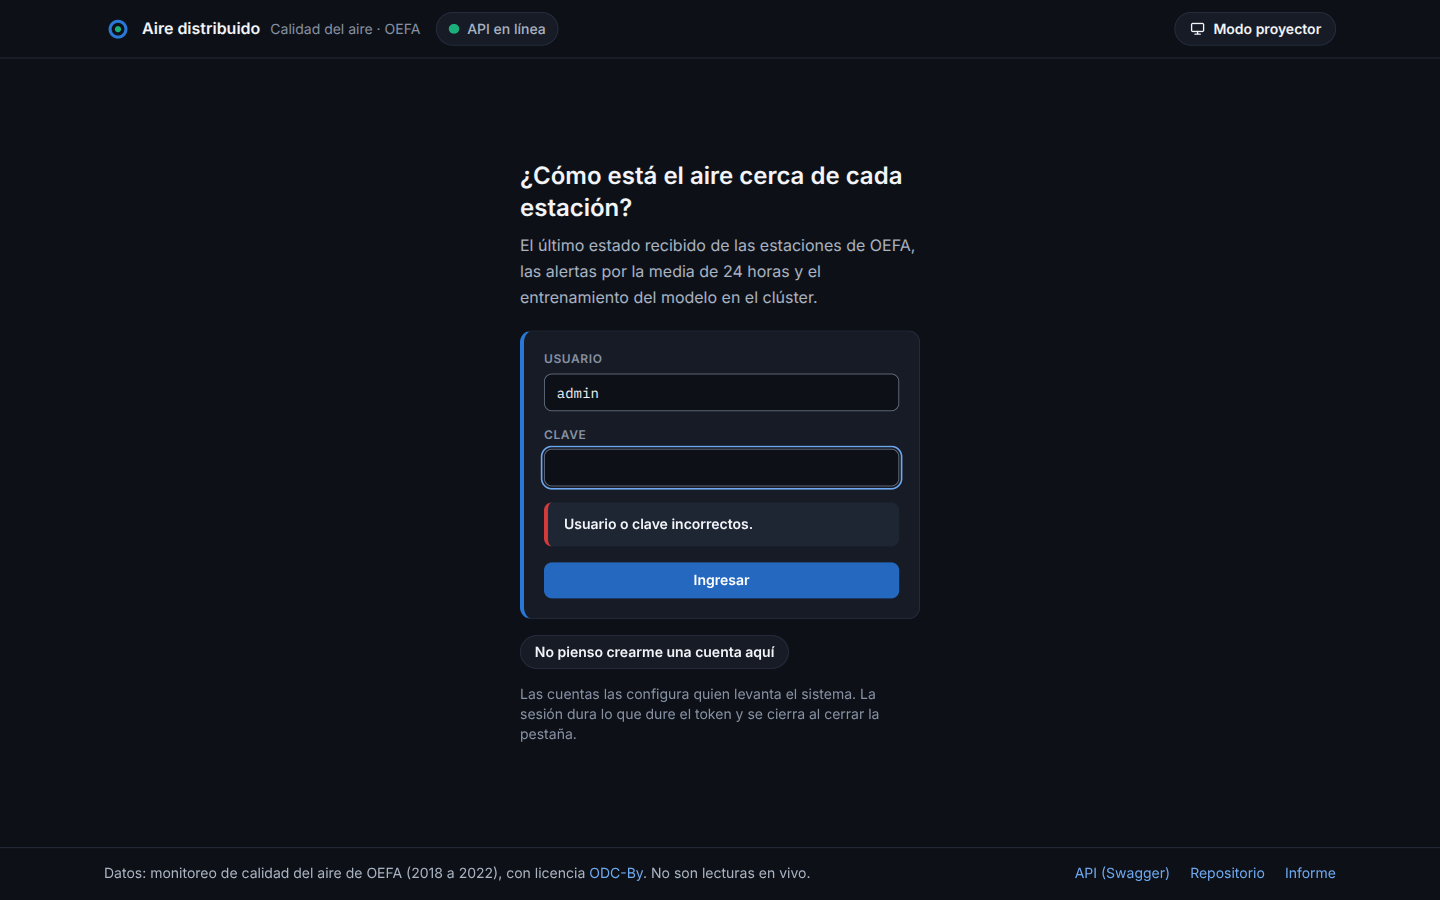 Aire distribuido Calidad del aire · OEFA API en línea Modo proyector
¿Cómo está el aire cerca de cada
estación?
El último estado recibido de las estaciones de OEFA,
las alertas por la media de 24 horas y el
entrenamiento del modelo en el clúster.
USUARIO
admin
CLAVE
Usuario o clave incorrectos.
Ingresar
No pienso crearme una cuenta aquí
Las cuentas las configura quien levanta el sistema. La
sesión dura lo que dure el token y se cierra al cerrar la
pestaña.
Datos: monitoreo de calidad del aire de OEFA (2018 a 2022), con licencia ODC-By. No son lecturas en vivo. API (Swagger) Repositorio Informe